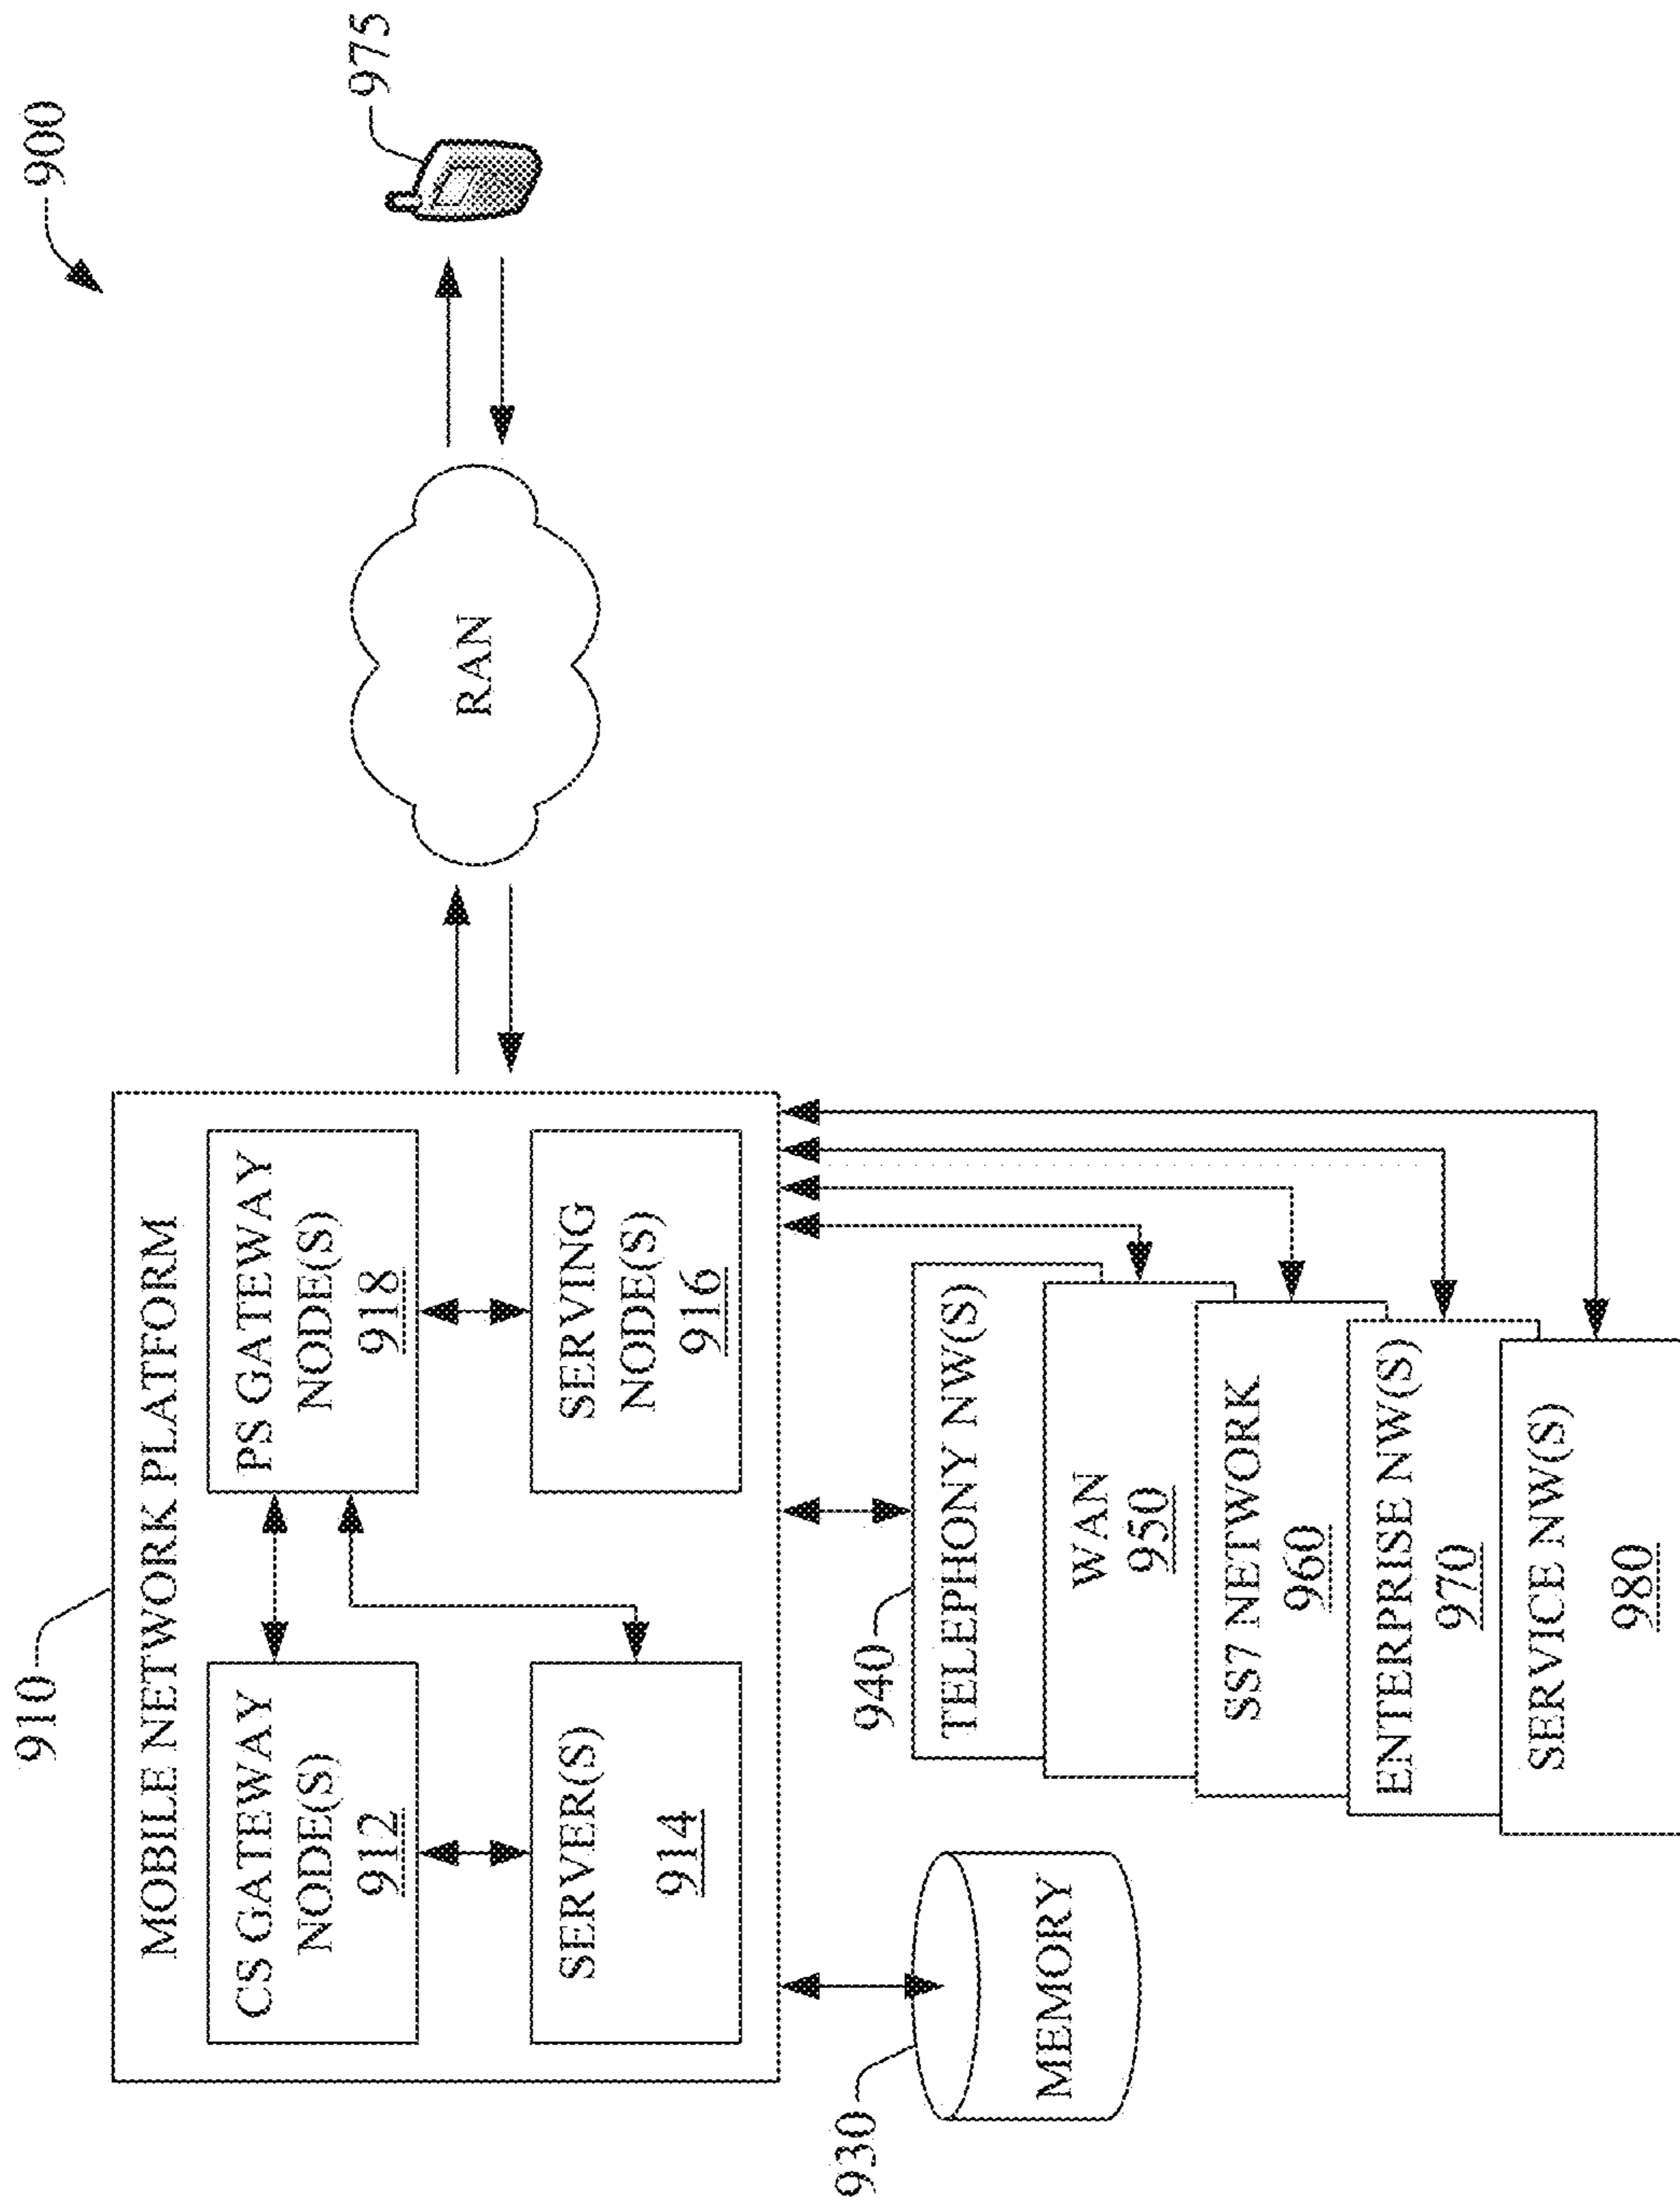 900
910
MOBILE NETWORK PLATFORM
CS GATEWAY
NODE(S)
912
PS GATEWAY
NODE(S)
918
SERVER(S)
914
SERVING
NODE(S)
916
RAN
975
930
MEMORY
940
TELEPHONY NW(S)
WAN
950
SS7 NETWORK
960
ENTERPRISE NW(S)
970
SERVICE NW(S)
980